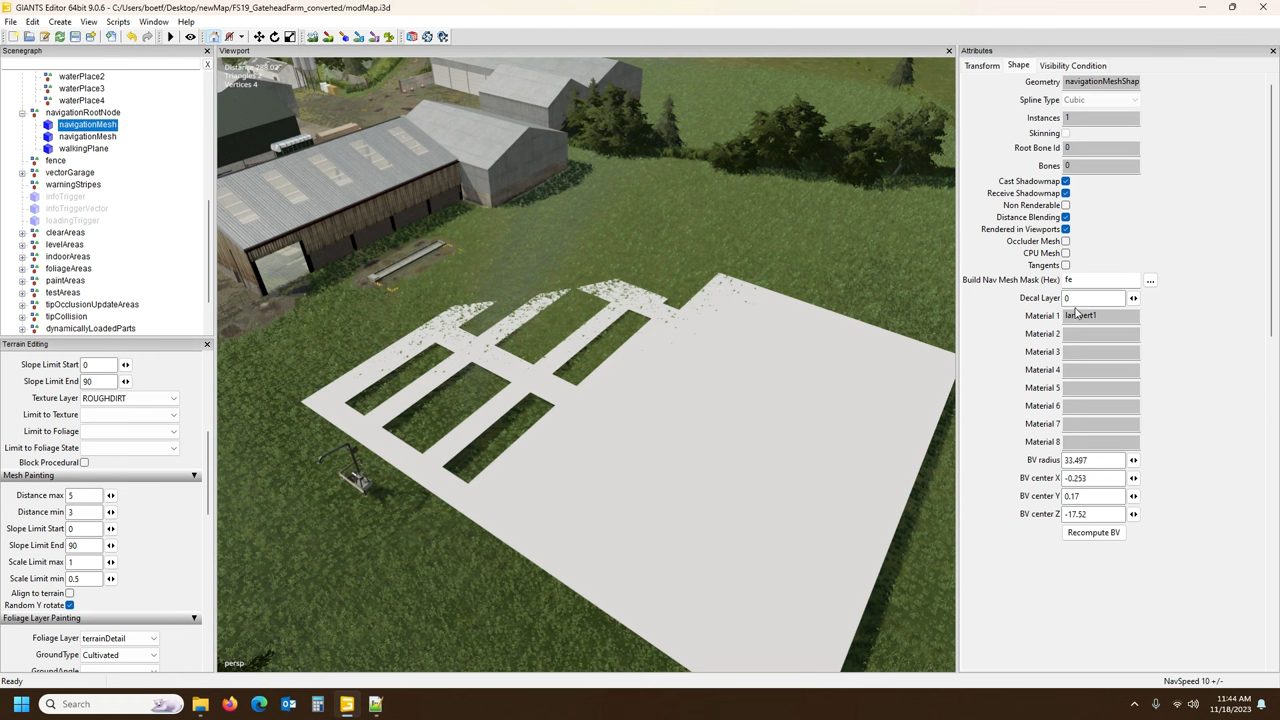 GIANTS Editor 64bit v9.0.6 - C:/Users/boetf/Desktop/newMap/FS19_GateheadFarm_converted/modMap.i3d
File Edit Create View Scripts Window Help
Scenegraph
X
waterPlace2
waterPlace3
waterPlace4
navigationRootNode
navigationMesh
navigationMesh
walkingPlane
fence
vectorGarage
warningStripes
infoTrigger
infoTriggerVector
loadingTrigger
clearAreas
levelAreas
indoorAreas
foliageAreas
paintAreas
testAreas
tipOcclusionUpdateAreas
tipCollision
dynamicallyLoadedParts
Terrain Editing
Slope Limit Start 0
Slope Limit End 90
Texture Layer ROUGHDIRT
Limit to Texture
Limit to Foliage
Limit to Foliage State
Block Procedural
Mesh Painting
Distance max 5
Distance min 3
Slope Limit Start 0
Slope Limit End 90
Scale Limit max 1
Scale Limit min 0.5
Align to terrain
Random Y rotate
Foliage Layer Painting
Foliage Layer terrainDetail
GroundType Cultivated
GroundAngle
Viewport
Triangles 2
Vertices 4
persp
Attributes
Transform Shape Visibility Condition
Geometry navigationMeshShap
Spline Type Cubic
Instances 1
Skinning
Root Bone Id 0
Bones 0
Cast Shadowmap
Receive Shadowmap
Non Renderable
Distance Blending
Rendered in Viewports
Occluder Mesh
CPU Mesh
Tangents
Build Nav Mesh Mask (Hex) fe ...
Decal Layer 0
Material 1 lambert1
Material 2
Material 3
Material 4
Material 5
Material 6
Material 7
Material 8
BV radius 33.497
BV center X -0.253
BV center Y 0.17
BV center Z -17.52
Recompute BV
Ready
NavSpeed 10 +/-
Search
11:44 AM
11/18/2023